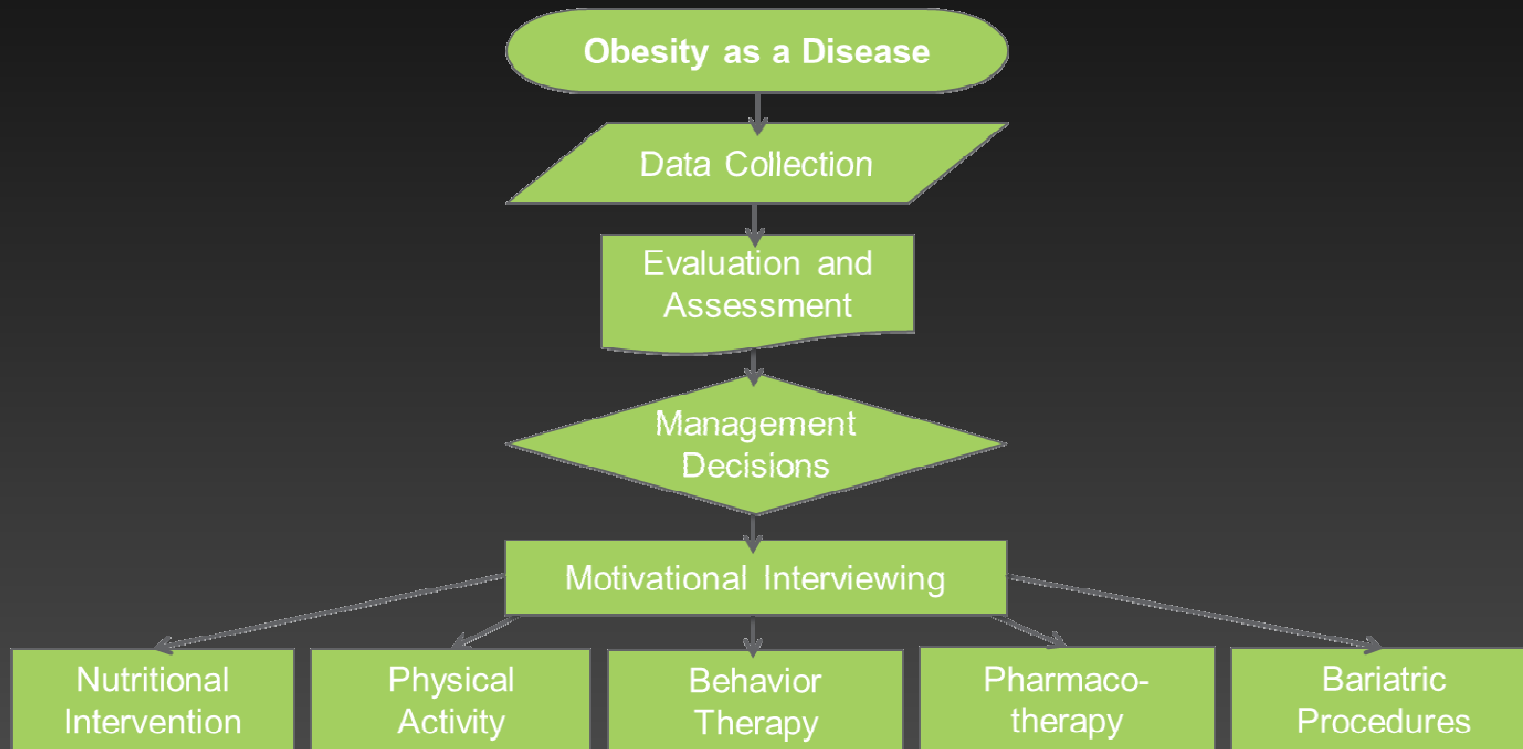 Obesity as a Disease
Data Collection
Evaluation and
Assessment
Management
Decisions
Motivational Interviewing
Nutritional
Intervention
Physical
Activity
Behavior
Therapy
Pharmaco-
therapy
Bariatric
Procedures